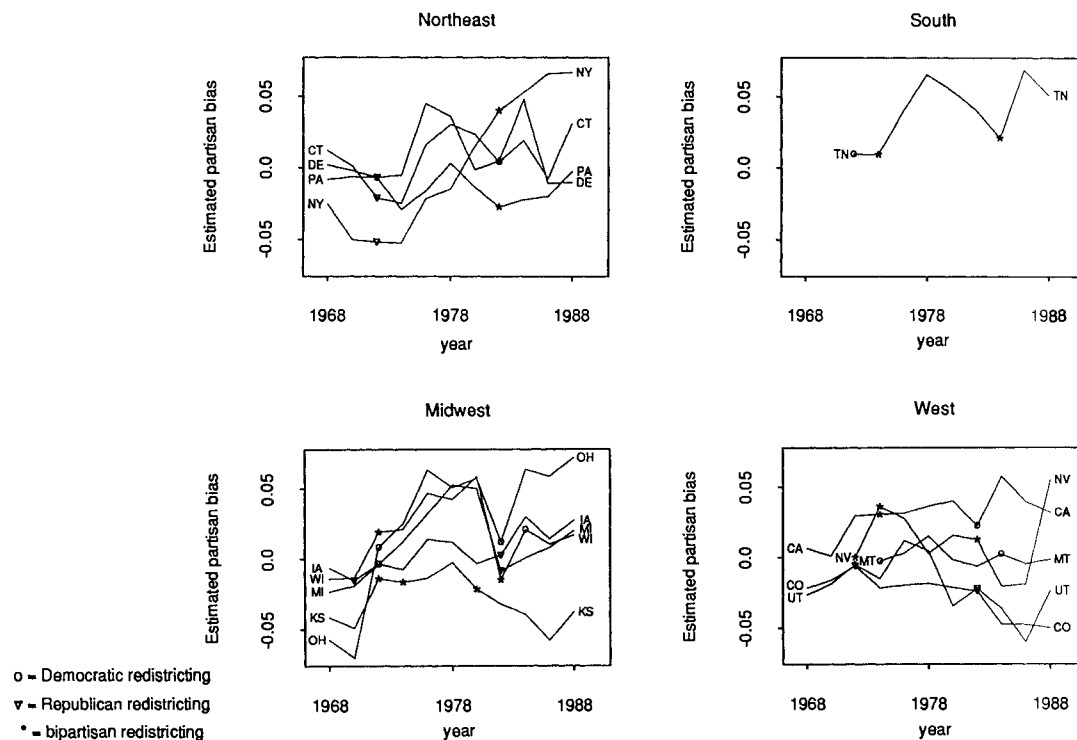 Northeast
Estimated partisan bias
0.05
0.0
-0.05
CT
DE
PA
NY
NY
CT
PA
DE
1968
1978
1988
year
South
Estimated partisan bias
0.05
0.0
-0.05
TN
TN
1968
1978
1988
year
Midwest
Estimated partisan bias
0.05
0.0
-0.05
IA
WI
MI
KS
OH
OH
IA
MI
WI
KS
1968
1978
1988
year
West
Estimated partisan bias
0.05
0.0
-0.05
CA
NV
MT
CO
UT
NV
CA
MT
UT
CO
1968
1978
1988
year
o = Democratic redistricting
▼ = Republican redistricting
* = bipartisan redistricting